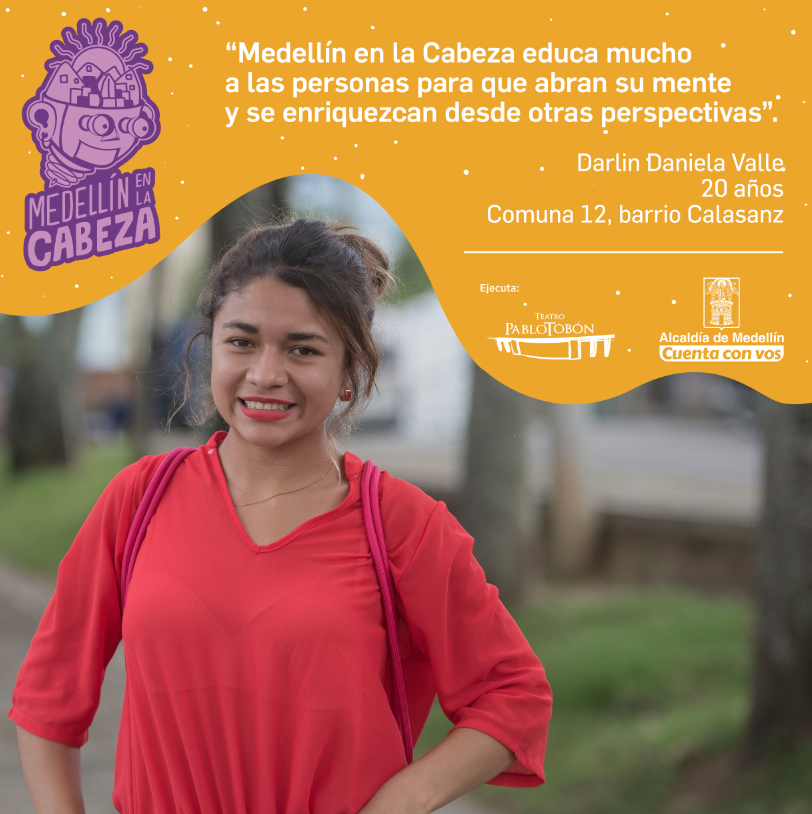 MEDELLÍN EN LA
CABEZA
“Medellín en la Cabeza educa mucho
a las personas para que abran su mente
y se enriquezcan desde otras perspectivas”.
Darlin Daniela Valle
20 años
Comuna 12, barrio Calasanz
Ejecuta:
TEATRO
PABLOTOBÓN
Alcaldía de Medellín
Cuenta con vos